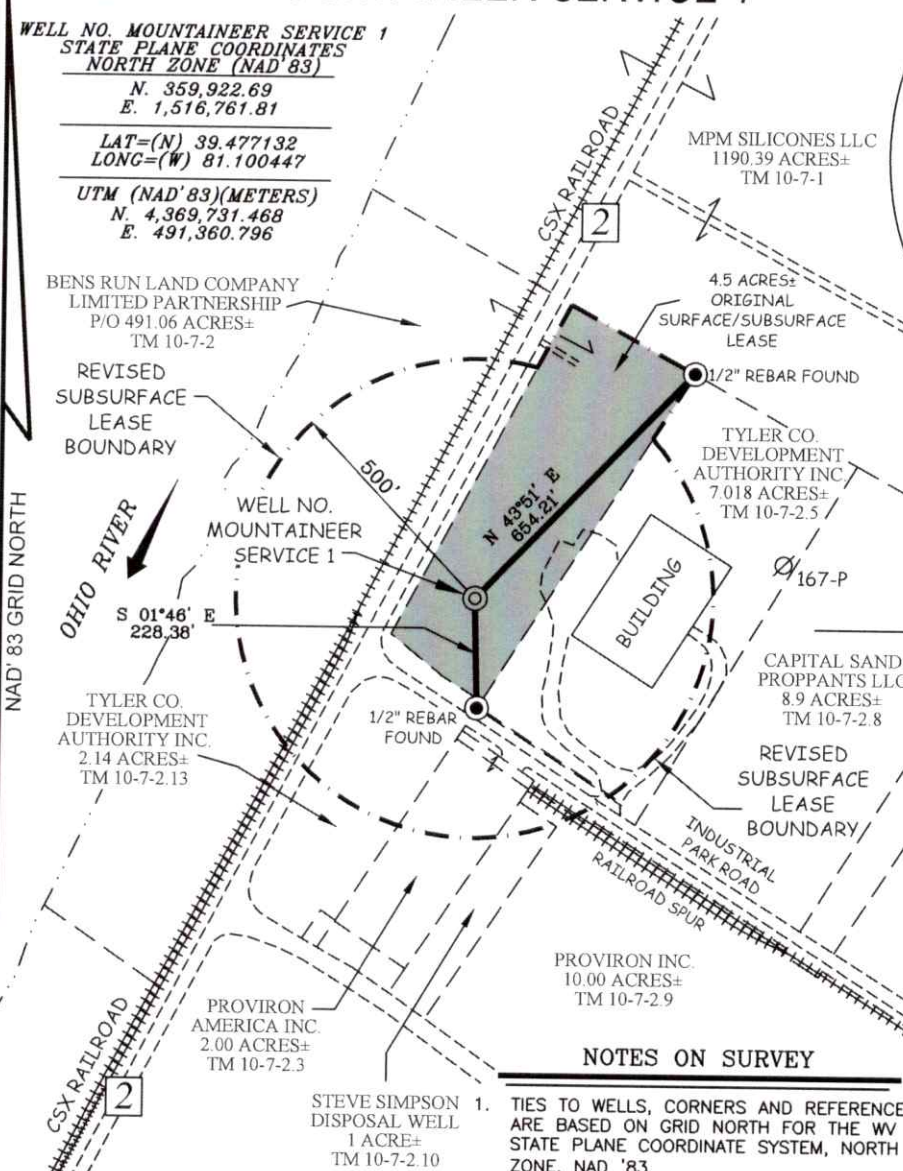 WELL NO. MOUNTAINEER SERVICE 1
STATE PLANE COORDINATES
NORTH ZONE (NAD'83)
N. 359,922.69
E. 1,516,761.81
LAT=(N) 39.477132
LONG=(W) 81.100447
UTM (NAD'83)(METERS)
N. 4,369,731.468
E. 491,360.796
CSX RAILROAD
2
MPM SILICONES LLC
1190.39 ACRES±
TM 10-7-1
BENS RUN LAND COMPANY
LIMITED PARTNERSHIP
P/O 491.06 ACRES±
TM 10-7-2
4.5 ACRES±
ORIGINAL
SURFACE/SUBSURFACE
LEASE
1/2" REBAR FOUND
REVISED
SUBSURFACE
LEASE
BOUNDARY
500'
TYLER CO.
DEVELOPMENT
AUTHORITY INC
7.018 ACRES±
TM 10-7-2.5
N 43°51' E
654.21'
WELL NO.
MOUNTAINEER
SERVICE 1
NAD'83 GRID NORTH
OHIO RIVER
BUILDING
167-P
S 01°46' E
228.38'
CAPITAL SAND
PROPPANTS LLC
8.9 ACRES±
TM 10-7-2.8
TYLER CO.
DEVELOPMENT
AUTHORITY INC.
2.14 ACRES±
TM 10-7-2.13
1/2" REBAR
FOUND
REVISED
SUBSURFACE
LEASE
BOUNDARY
INDUSTRIAL
PARK ROAD
RAILROAD SPUR
PROVIRON INC.
10.00 ACRES±
TM 10-7-2.9
PROVIRON
AMERICA INC.
2.00 ACRES±
TM 10-7-2.3
CSX RAILROAD
2
STEVE SIMPSON
DISPOSAL WELL
1 ACRE±
TM 10-7-2.10
NOTES ON SURVEY
1. TIES TO WELLS, CORNERS AND REFERENCE
ARE BASED ON GRID NORTH FOR THE WV
STATE PLANE COORDINATE SYSTEM, NORTH
ZONE, NAD '83